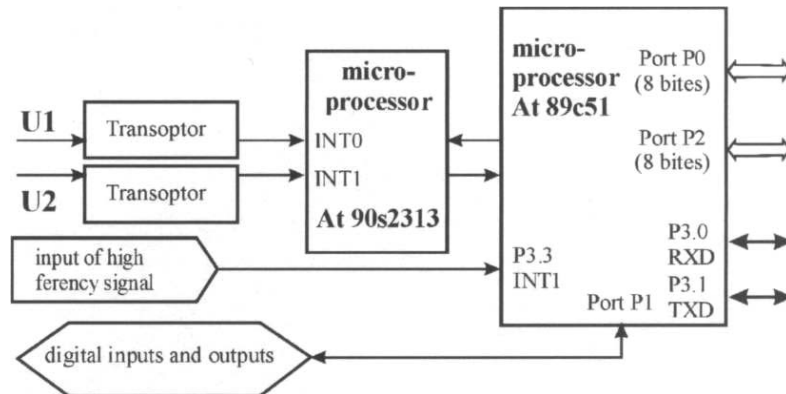 U1
Transoptor
U2
Transoptor
input of high
ferency signal
digital inputs and outputs
micro-
processor
INT0
INT1
At 90s2313
micro-
processor
At 89c51
Port P0
(8 bites)
Port P2
(8 bites)
P3.3
INT1
P3.0
RXD
P3.1
TXD
Port P1